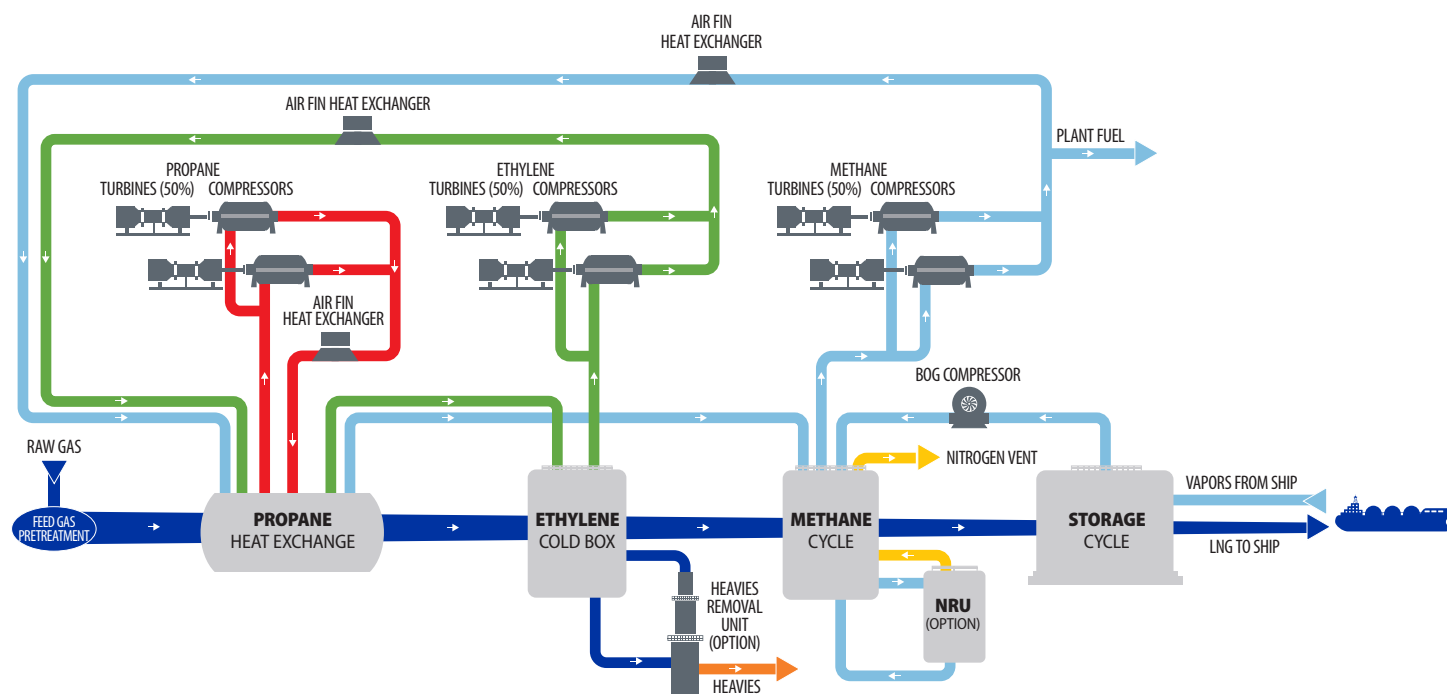 AIR FIN
HEAT EXCHANGER
AIR FIN HEAT EXCHANGER
PLANT FUEL
PROPANE
TURBINES (50%) COMPRESSORS
ETHYLENE
TURBINES (50%) COMPRESSORS
METHANE
TURBINES (50%) COMPRESSORS
AIR FIN
HEAT EXCHANGER
BOG COMPRESSOR
RAW GAS
NITROGEN VENT
VAPORS FROM SHIP
FEED GAS
PRETREATMENT
PROPANE
HEAT EXCHANGE
ETHYLENE
COLD BOX
METHANE
CYCLE
STORAGE
CYCLE
LNG TO SHIP
HEAVIES
REMOVAL
UNIT
(OPTION)
NRU
(OPTION)
HEAVIES